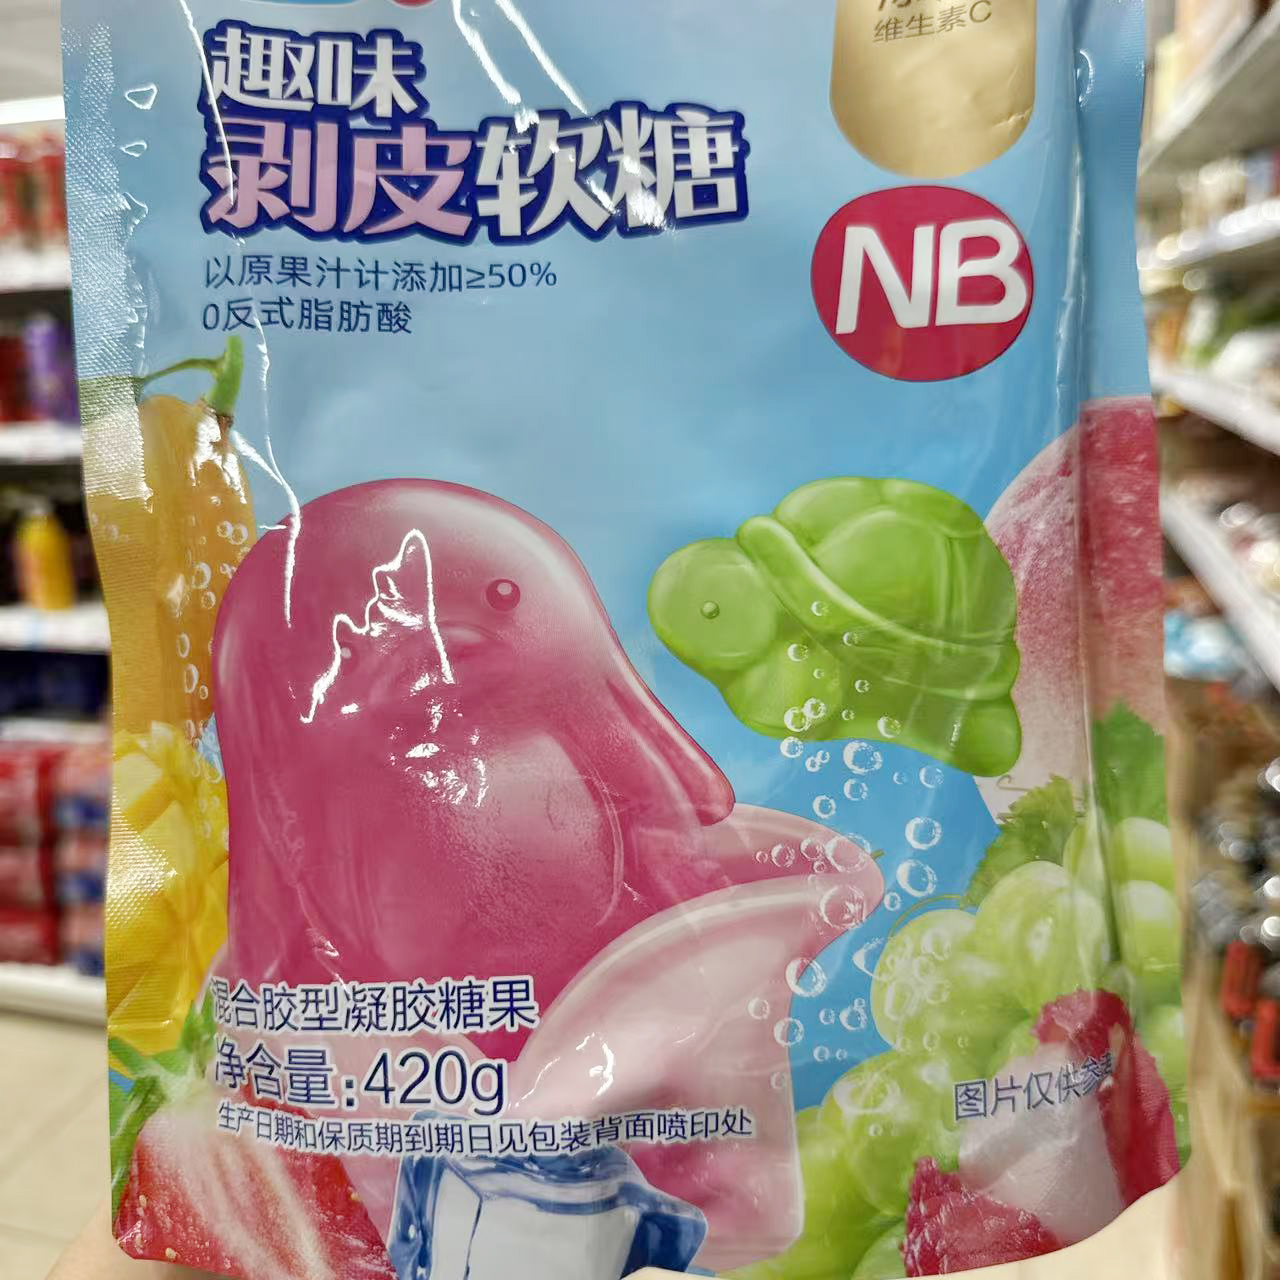 维生素C
趣味
剥皮软糖
以原果汁计添加≥50%
0反式脂肪酸
NB
混合胶型凝胶糖果
净含量:420g
生产日期和保质期到期日见包装背面喷印处
图片仅供参考